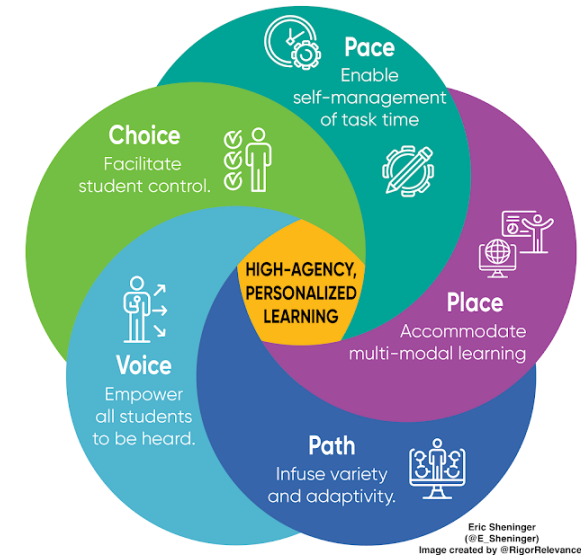 Pace
Enable
self-management
of task time
Choice
Facilitate
student control.
HIGH-AGENCY,
PERSONALIZED
LEARNING
Place
Accommodate
multi-modal learning
Voice
Empower
all students
to be heard.
Path
Infuse variety
and adaptivity.
Eric Sheninger
(@E_Sheninger)
Image created by @RigorRelevance